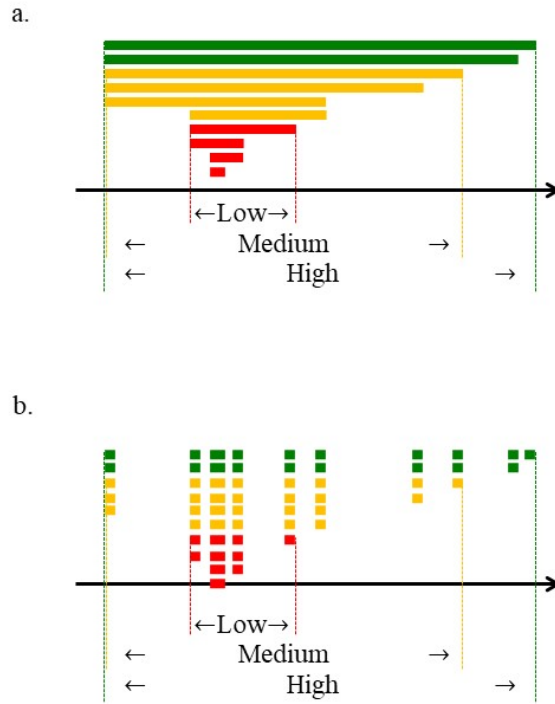 a.
←Low→
← Medium →
← High →
b.
←Low→
← Medium →
← High →